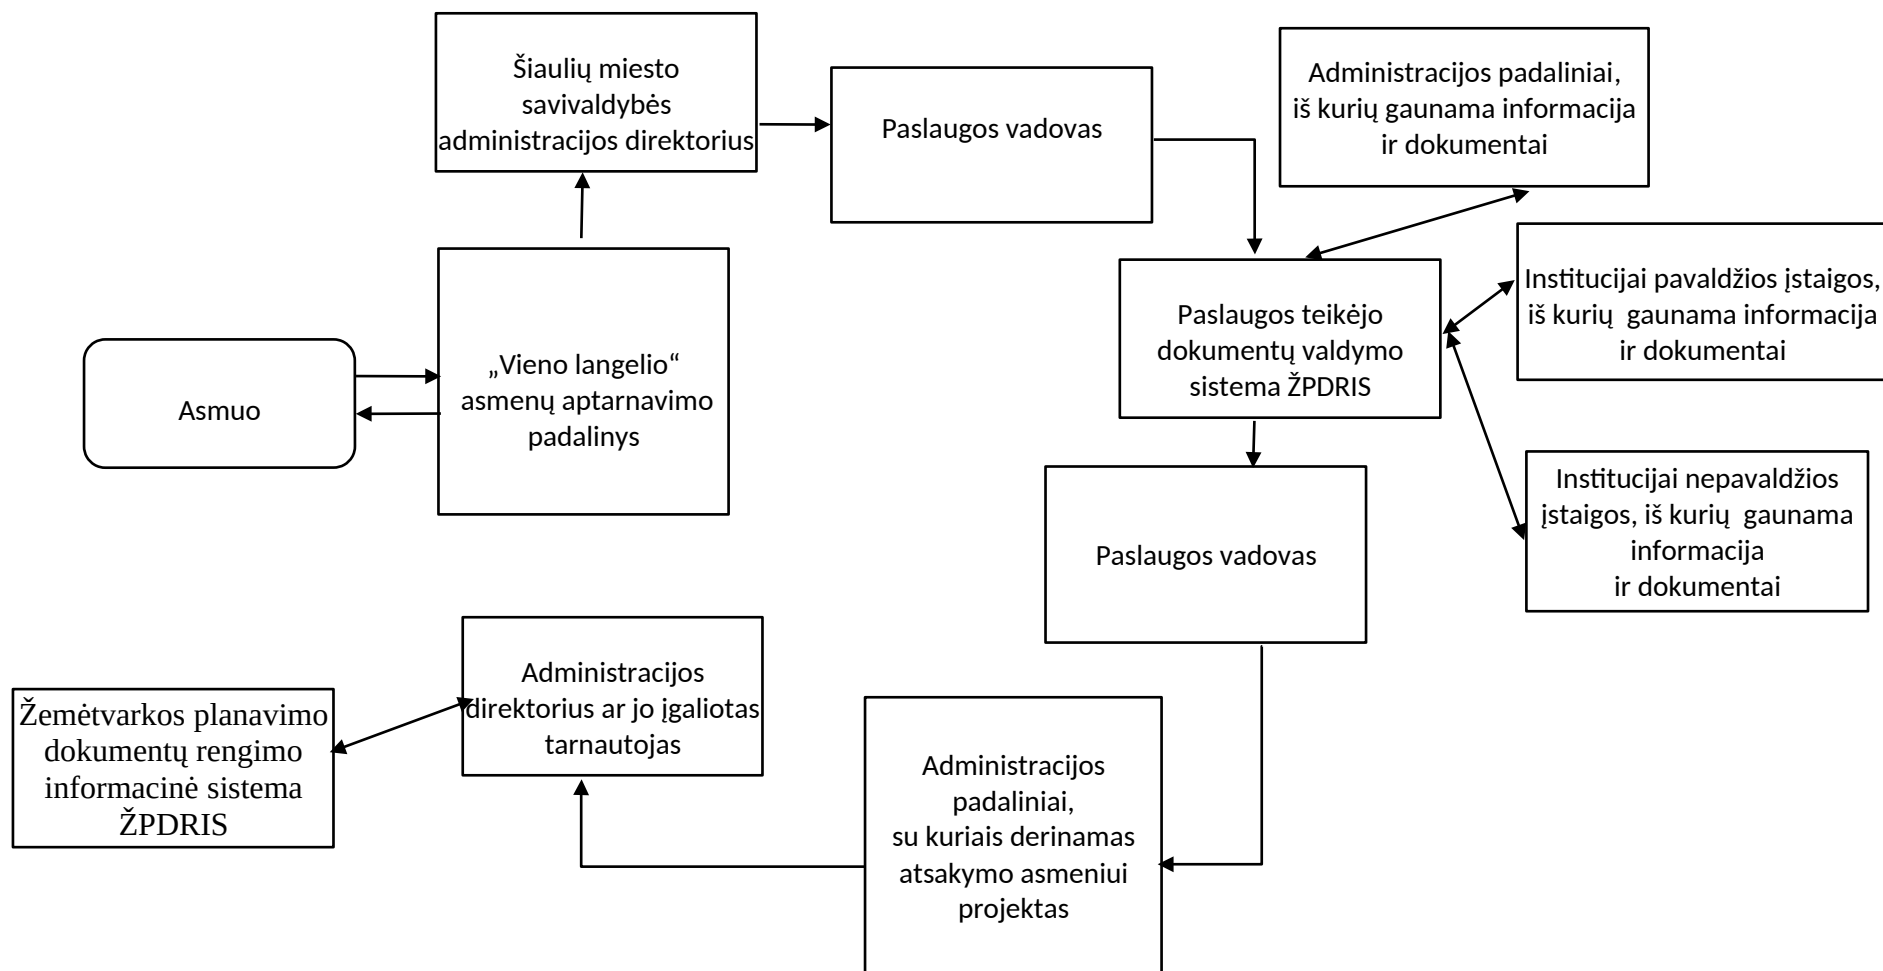 Šiaulių miesto
savivaldybės
administracijos direktorius
Paslaugos vadovas
Administracijos padaliniai,
iš kurių gaunama informacija
ir dokumentai
Institucijai pavaldžios įstaigos,
iš kurių gaunama informacija
ir dokumentai
Paslaugos teikėjo
dokumentų valdymo
sistema ŽPDRIS
„Vieno langelio“
asmenų aptarnavimo
padalinys
Asmuo
Institucijai nepavaldžios
įstaigos, iš kurių gaunama
informacija
ir dokumentai
Paslaugos vadovas
Administracijos
direktorius ar jo įgaliotas
tarnautojas
Žemėtvarkos planavimo
dokumentų rengimo
informacinė sistema
ŽPDRIS
Administracijos
padaliniai,
su kuriais derinamas
atsakymo asmeniui
projektas